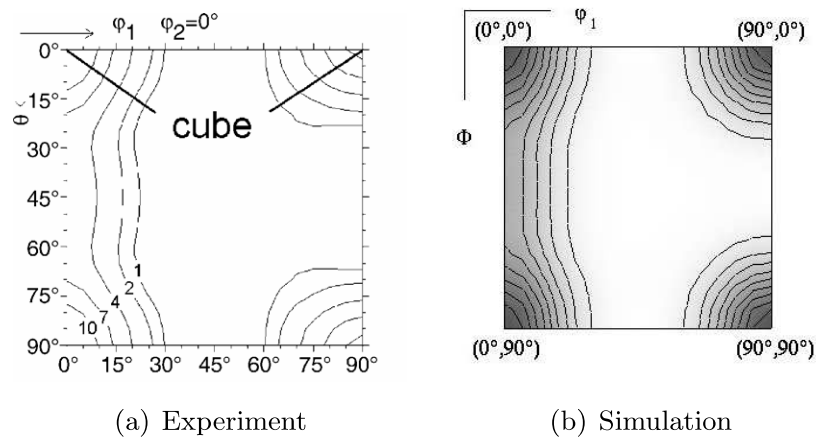 φ₁ φ₂=0°
0°
15°
30°
45°
60°
75°
90°
θ
cube
1
2
4
7
10
0° 15° 30° 45° 60° 75° 90°
(a) Experiment
φ₁
(0°,0°) (90°,0°)
Φ
(0°,90°) (90°,90°)
(b) Simulation